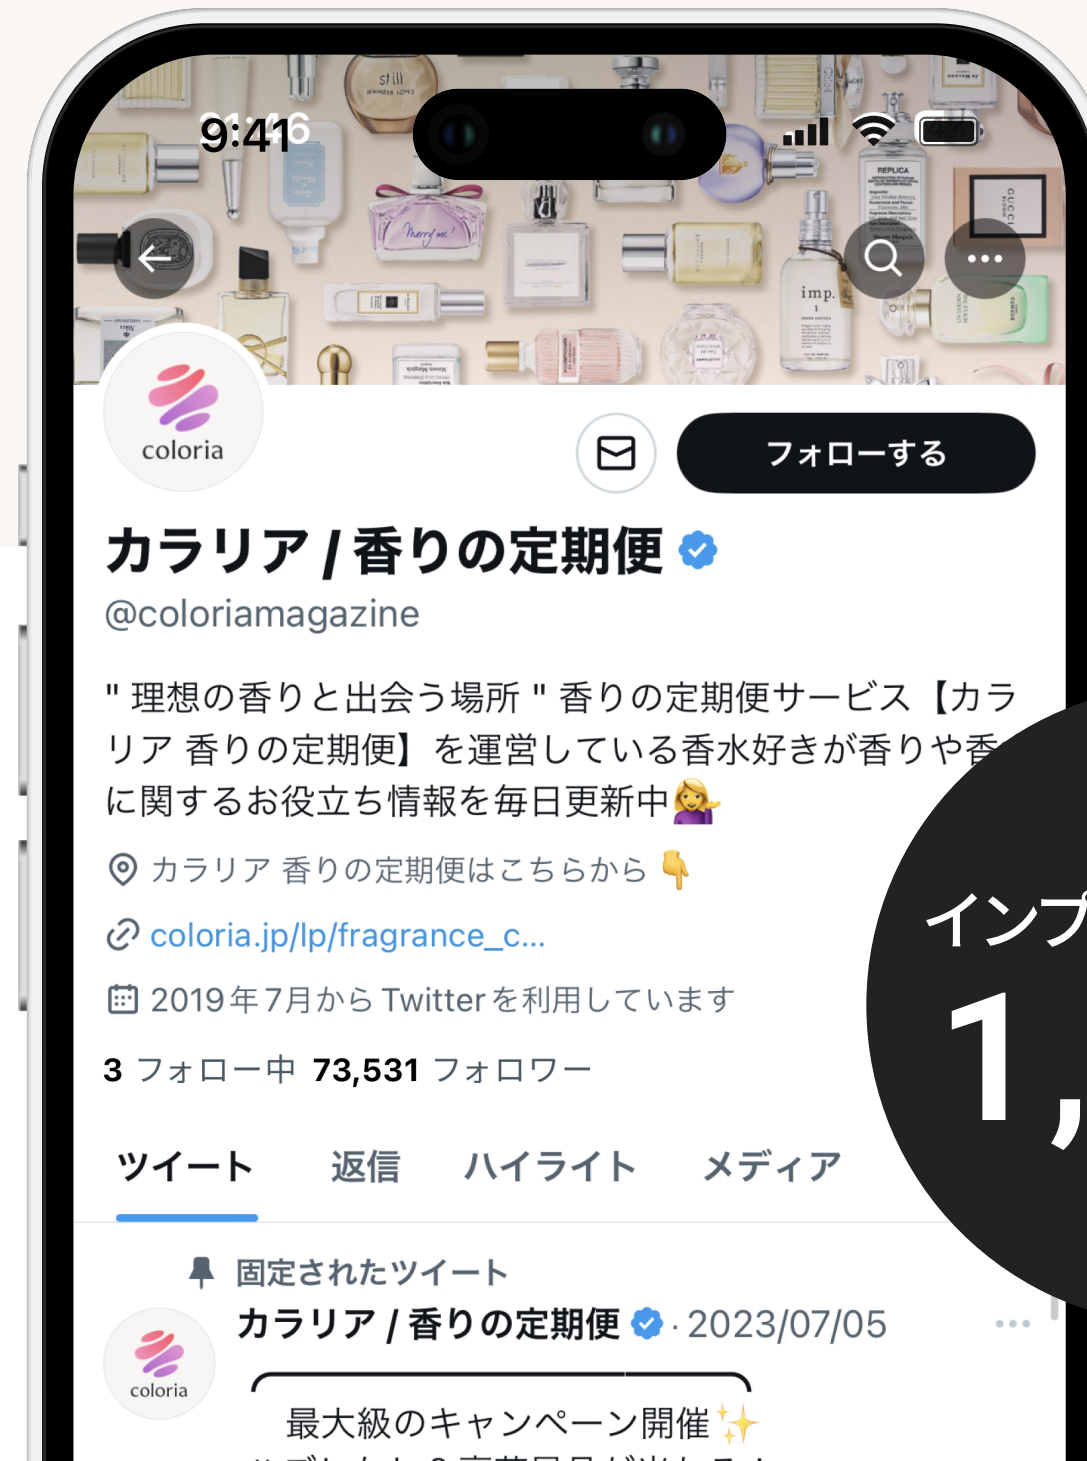 still
JENNIFER LOPEZ
9:41
REPLICA
GUCCI
Marry me!
imp.
coloria
フォローする
カラリア / 香りの定期便
@coloriamagazine
" 理想の香りと出会う場所 " 香りの定期便サービス【カラ
リア 香りの定期便】を運営している香水好きが香りや香
に関するお役立ち情報を毎日更新中
カラリア 香りの定期便はこちらから
coloria.jp/lp/fragrance_c...
2019年7月からTwitterを利用しています
インプ
1,
3 フォロー中 73,531 フォロワー
ツイート 返信 ハイライト メディア
固定されたツイート
カラリア / 香りの定期便 · 2023/07/05
coloria
最大級のキャンペーン開催